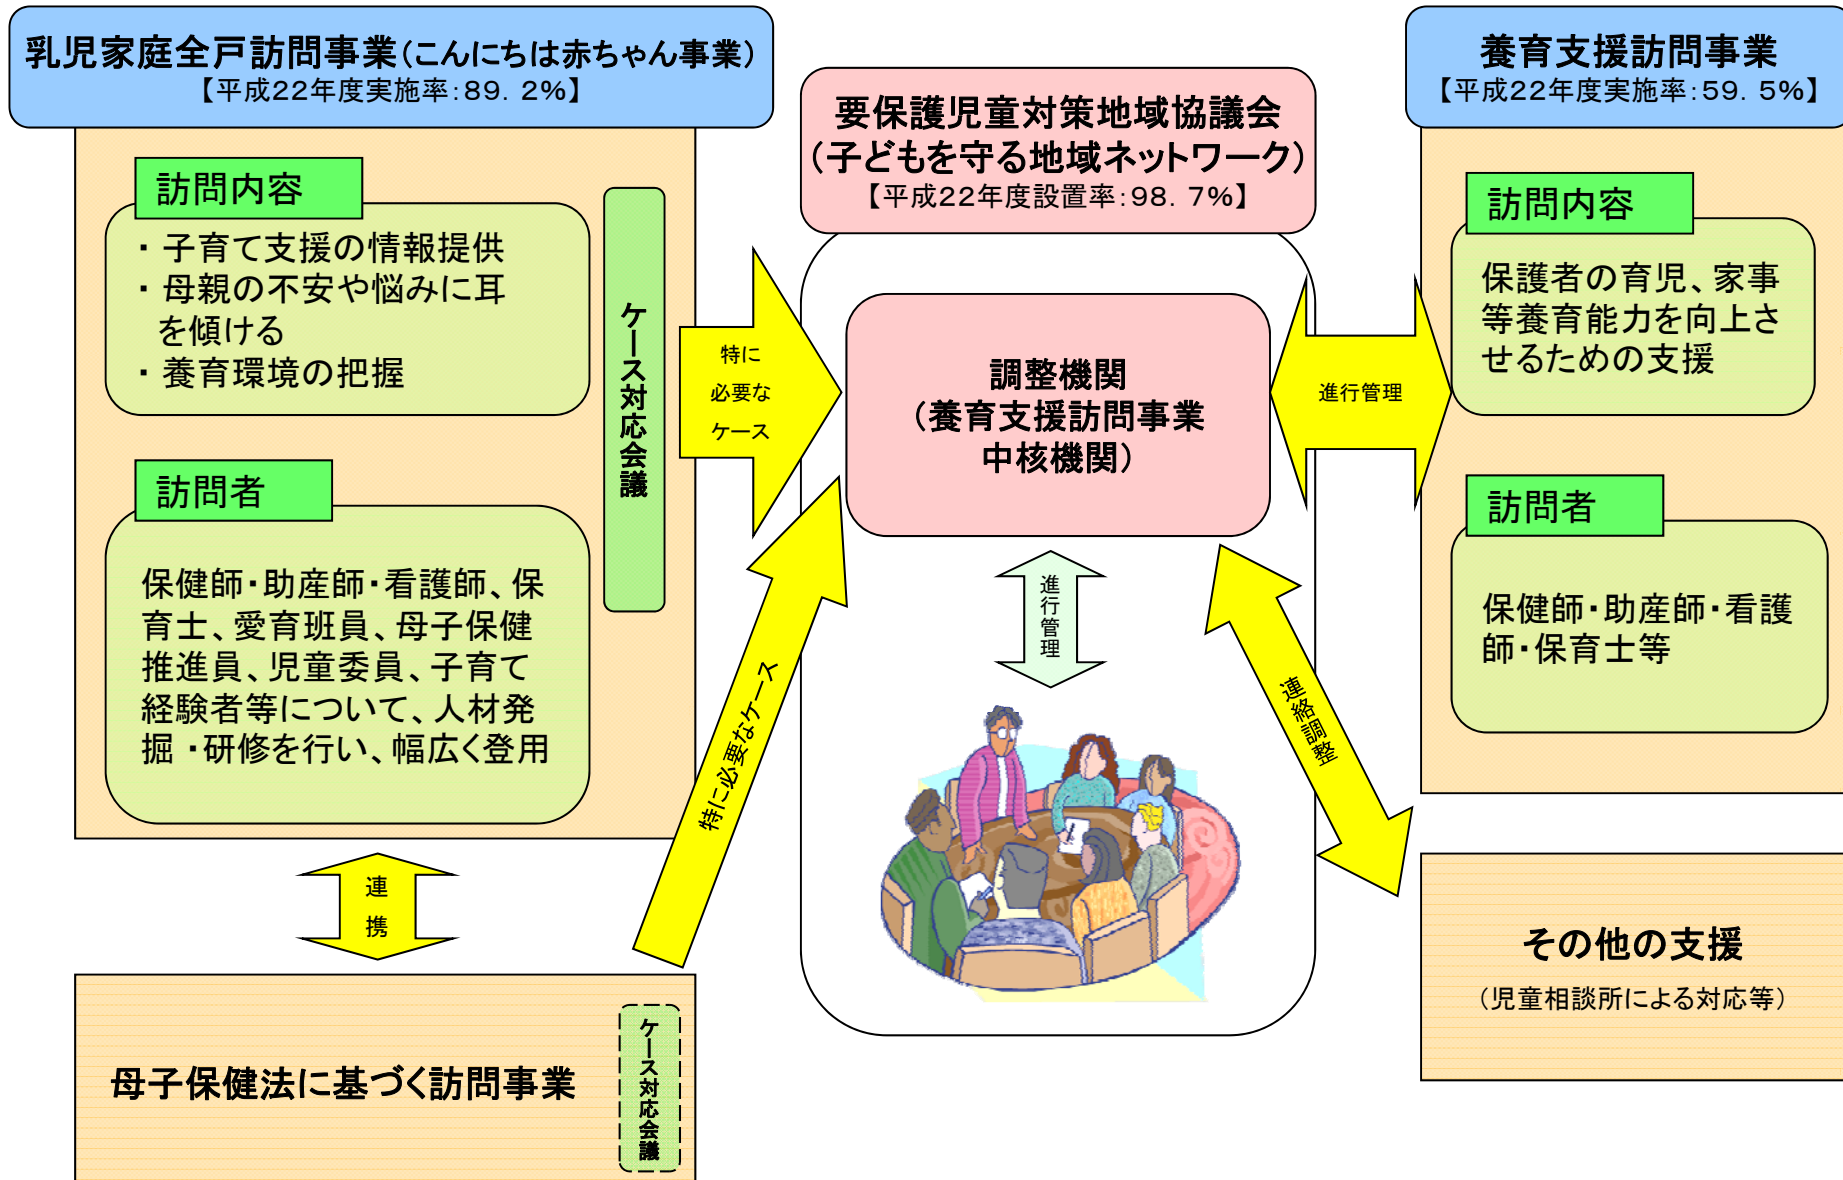 乳児家庭全戸訪問事業(こんにちは赤ちゃん事業)
【平成22年度実施率:89.2%】
訪問内容
・子育て支援の情報提供
・母親の不安や悩みに耳
を傾ける
・養育環境の把握
訪問者
保健師・助産師・看護師、保
育士、愛育班員、母子保健
推進員、児童委員、子育て
経験者等について、人材発
掘・研修を行い、幅広く登用
ケース対応会議
連
携
母子保健法に基づく訪問事業
ケース対応会議
特に
必要な
ケース
特に必要なケース
要保護児童対策地域協議会
(子どもを守る地域ネットワーク)
【平成22年度設置率:98.7%】
調整機関
(養育支援訪問事業
中核機関)
進行管理
進行管理
連絡調整
養育支援訪問事業
【平成22年度実施率:59.5%】
訪問内容
保護者の育児、家事
等養育能力を向上さ
せるための支援
訪問者
保健師・助産師・看護
師・保育士等
その他の支援
(児童相談所による対応等)